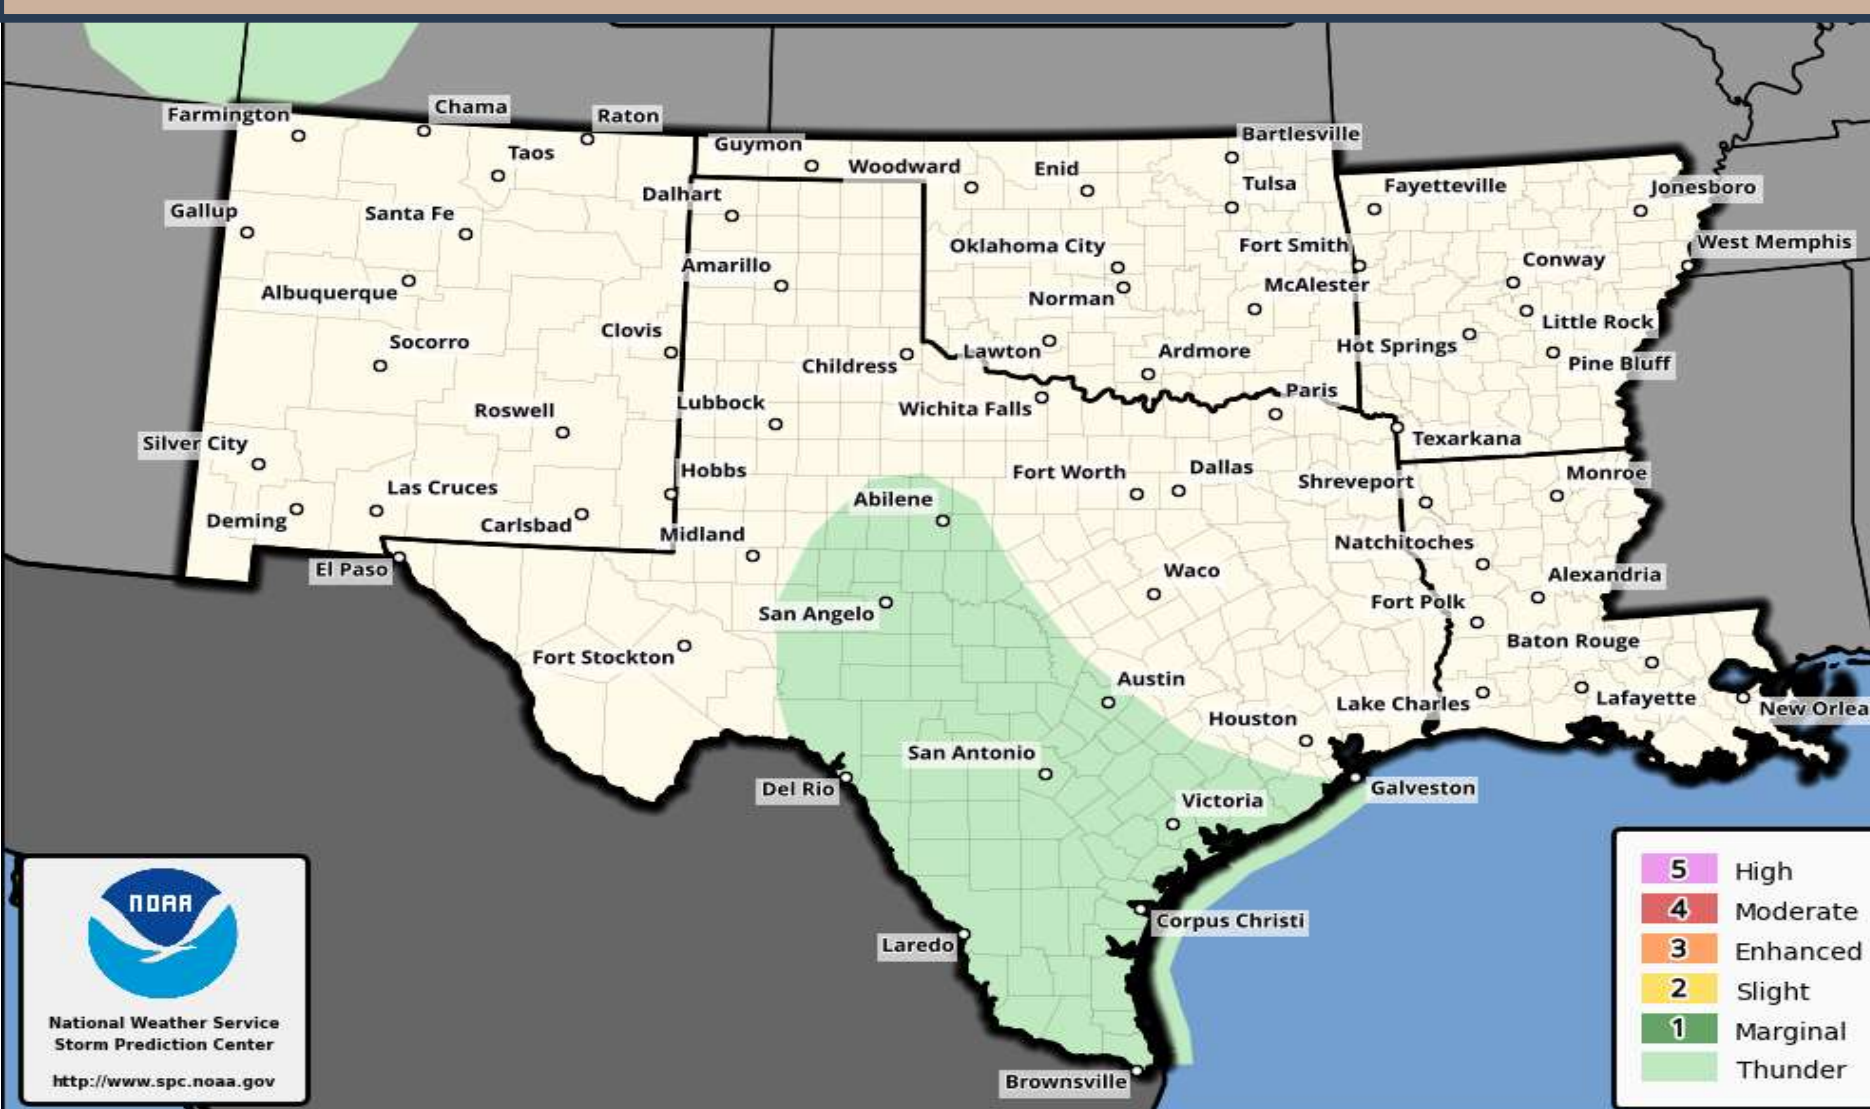 Farmington
Chama
Raton
Taos
Guymon
Woodward
Enid
Bartlesville
Tulsa
Fayetteville
Jonesboro
Dalhart
Gallup
Santa Fe
Oklahoma City
Fort Smith
West Memphis
Conway
Amarillo
Albuquerque
Norman
McAlester
Little Rock
Socorro
Clovis
Childress
Lawton
Ardmore
Hot Springs
Pine Bluff
Paris
Roswell
Lubbock
Wichita Falls
Silver City
Texarkana
Hobbs
Fort Worth
Dallas
Shreveport
Monroe
Las Cruces
Abilene
Deming
Carlsbad
Midland
Natchitoches
El Paso
Waco
Alexandria
San Angelo
Fort Polk
Fort Stockton
Baton Rouge
Austin
Lake Charles
Lafayette
New Orlea
Houston
San Antonio
Del Rio
Victoria
Galveston
Corpus Christi
Laredo
Brownsville
NOAA
National Weather Service
Storm Prediction Center
http://www.spc.noaa.gov
5 High
4 Moderate
3 Enhanced
2 Slight
1 Marginal
Thunder